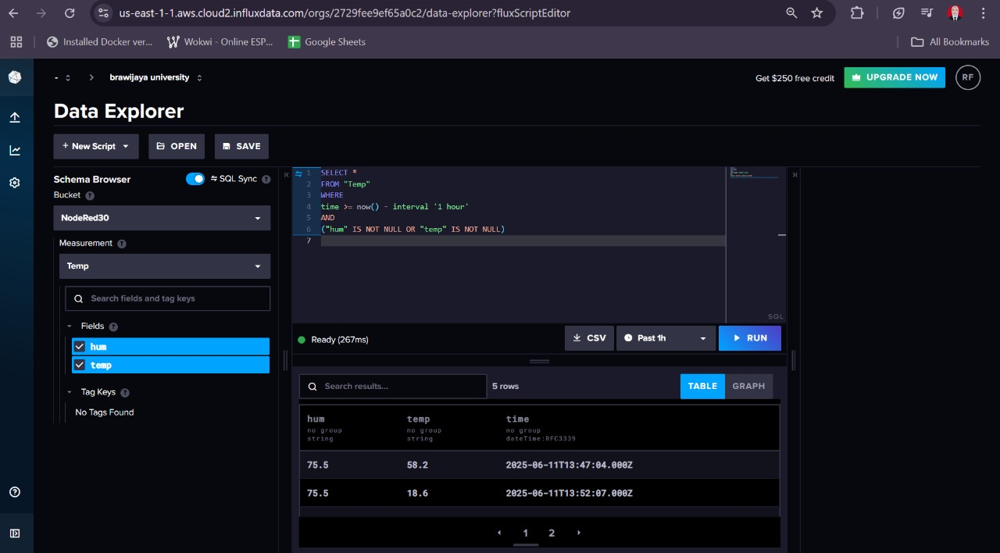 us-east-1-1.aws.cloud2.influxdata.com/orgs/2729fee9ef65a0c2/data-explorer?fluxScriptEditor
Installed Docker ver...
Wokwi - Online ESP...
Google Sheets
All Bookmarks
- brawijaya university
Get $250 free credit
UPGRADE NOW
RF
Data Explorer
+ New Script
OPEN
SAVE
Schema Browser
SQL Sync ?
Bucket ?
NodeRed30
Measurement ?
Temp
Search fields and tag keys
Fields ?
hum
temp
Tag Keys ?
No Tags Found
1 SELECT *
2 FROM "Temp"
3 WHERE
4 time >= now() - interval '1 hour'
5 AND
6 ("hum" IS NOT NULL OR "temp" IS NOT NULL)
7
SQL
Ready (267ms)
CSV
Past 1h
RUN
Search results...
5 rows
TABLE
GRAPH
hum temp time
no group no group no group
string string dateTime:RFC3339
75.5 58.2 2025-06-11T13:47:04.000Z
75.5 18.6 2025-06-11T13:52:07.000Z
1 2